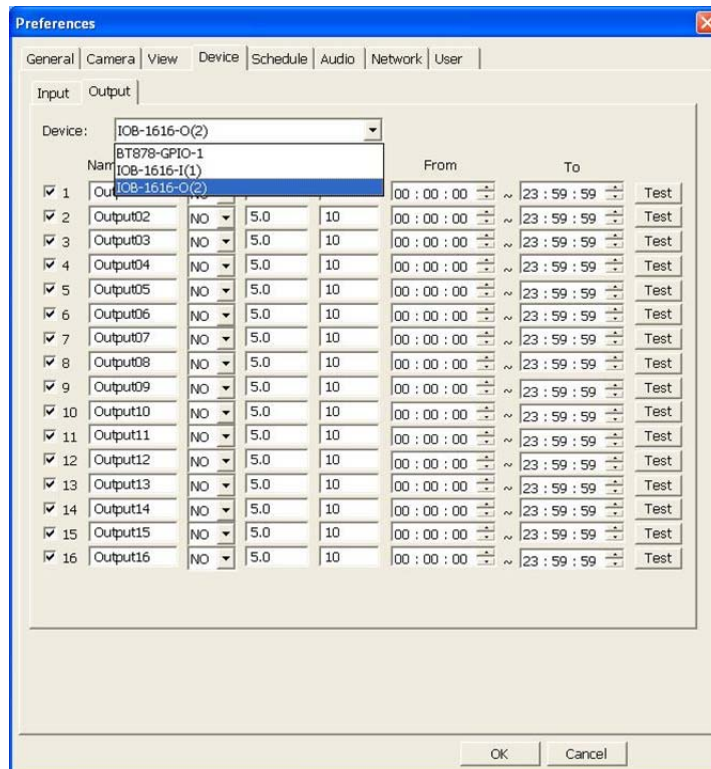 Preferences
General Camera View Device Schedule Audio Network User
Input Output
Device: IOB-1616-O(2)
BT878-GPIO-1
IOB-1616-I(1)
IOB-1616-O(2)
From To
1 00 : 00 : 00 ~ 23 : 59 : 59 Test
2 Output02 NO 5.0 10 00 : 00 : 00 ~ 23 : 59 : 59 Test
3 Output03 NO 5.0 10 00 : 00 : 00 ~ 23 : 59 : 59 Test
4 Output04 NO 5.0 10 00 : 00 : 00 ~ 23 : 59 : 59 Test
5 Output05 NO 5.0 10 00 : 00 : 00 ~ 23 : 59 : 59 Test
6 Output06 NO 5.0 10 00 : 00 : 00 ~ 23 : 59 : 59 Test
7 Output07 NO 5.0 10 00 : 00 : 00 ~ 23 : 59 : 59 Test
8 Output08 NO 5.0 10 00 : 00 : 00 ~ 23 : 59 : 59 Test
9 Output09 NO 5.0 10 00 : 00 : 00 ~ 23 : 59 : 59 Test
10 Output10 NO 5.0 10 00 : 00 : 00 ~ 23 : 59 : 59 Test
11 Output11 NO 5.0 10 00 : 00 : 00 ~ 23 : 59 : 59 Test
12 Output12 NO 5.0 10 00 : 00 : 00 ~ 23 : 59 : 59 Test
13 Output13 NO 5.0 10 00 : 00 : 00 ~ 23 : 59 : 59 Test
14 Output14 NO 5.0 10 00 : 00 : 00 ~ 23 : 59 : 59 Test
15 Output15 NO 5.0 10 00 : 00 : 00 ~ 23 : 59 : 59 Test
16 Output16 NO 5.0 10 00 : 00 : 00 ~ 23 : 59 : 59 Test
OK Cancel